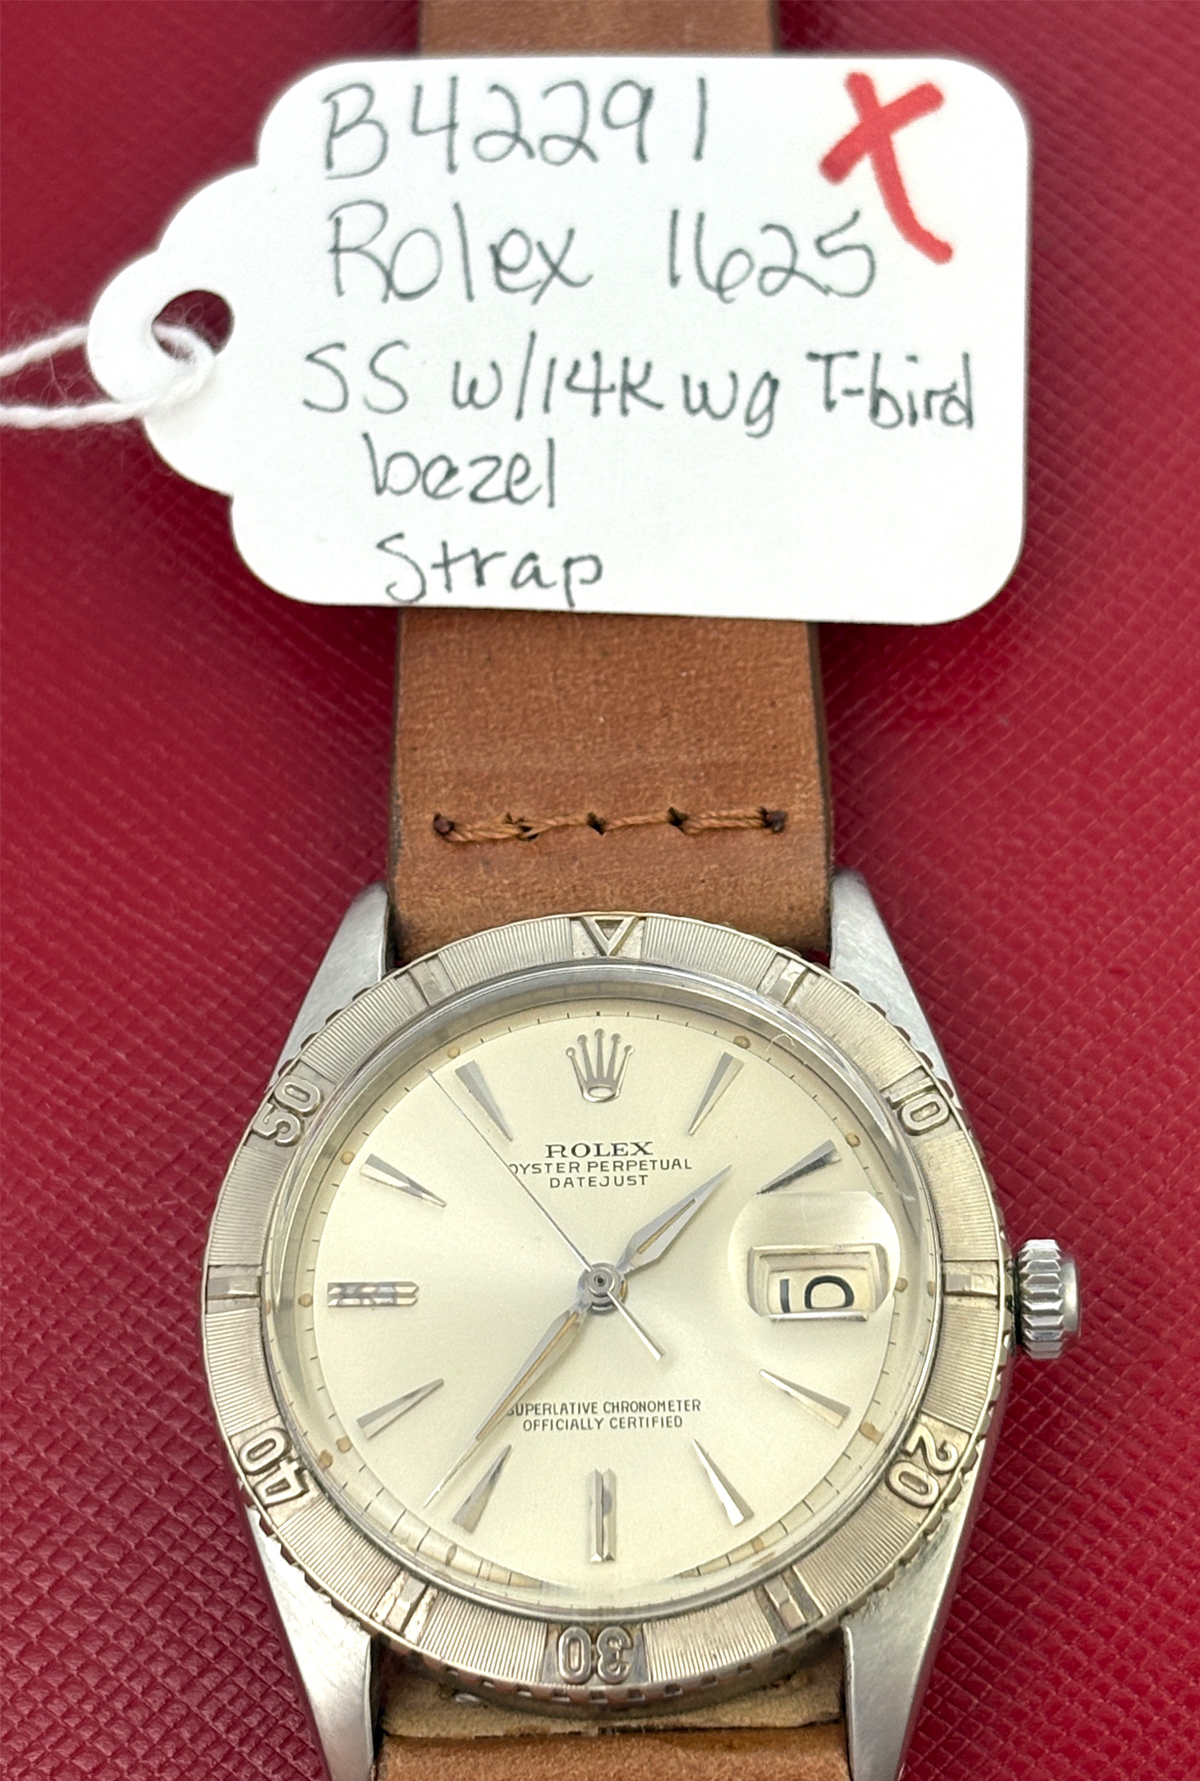 B42291 X
Rolex 1625
SS w/14K wg T-bird
bezel
Strap
50
10
ROLEX
OYSTER PERPETUAL
DATEJUST
40
20
SUPERLATIVE CHRONOMETER
OFFICIALLY CERTIFIED
30